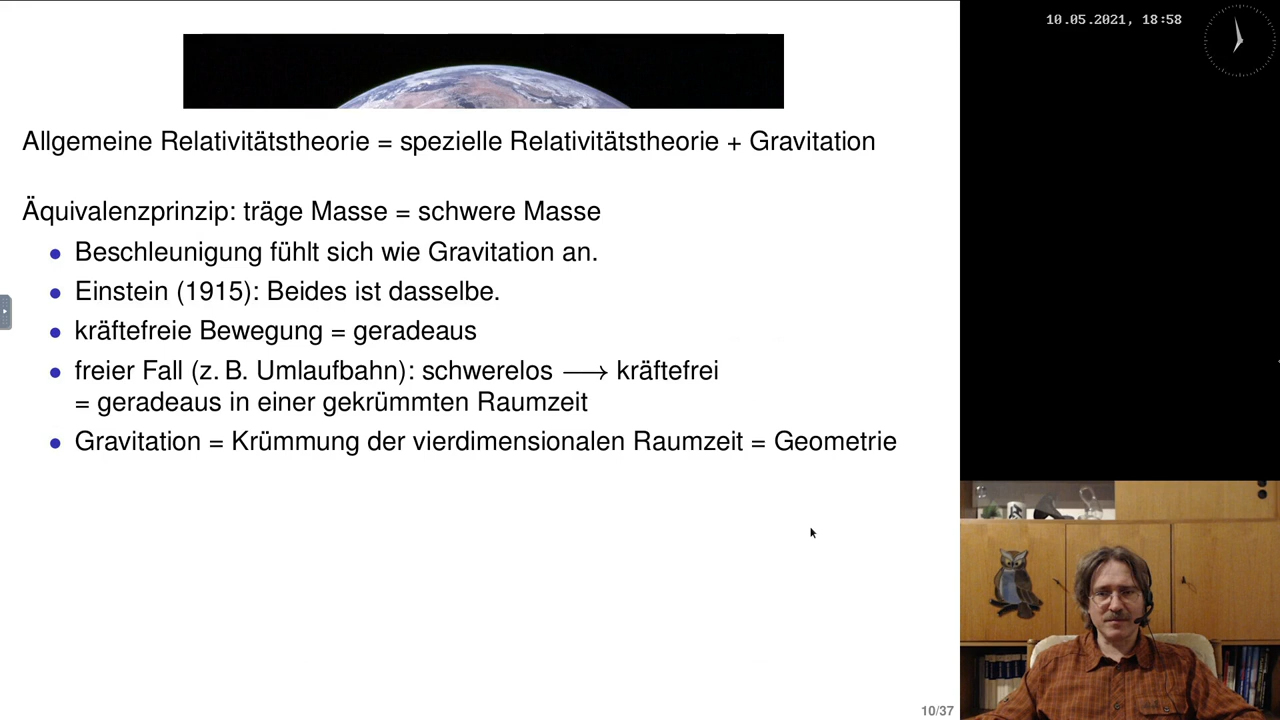 10.05.2021, 18:58
Allgemeine Relativitätstheorie = spezielle Relativitätstheorie + Gravitation
Äquivalenzprinzip: träge Masse = schwere Masse
• Beschleunigung fühlt sich wie Gravitation an.
• Einstein (1915): Beides ist dasselbe.
• kräftefreie Bewegung = geradeaus
• freier Fall (z. B. Umlaufbahn): schwerelos ⟶ kräftefrei
= geradeaus in einer gekrümmten Raumzeit
• Gravitation = Krümmung der vierdimensionalen Raumzeit = Geometrie
10/37